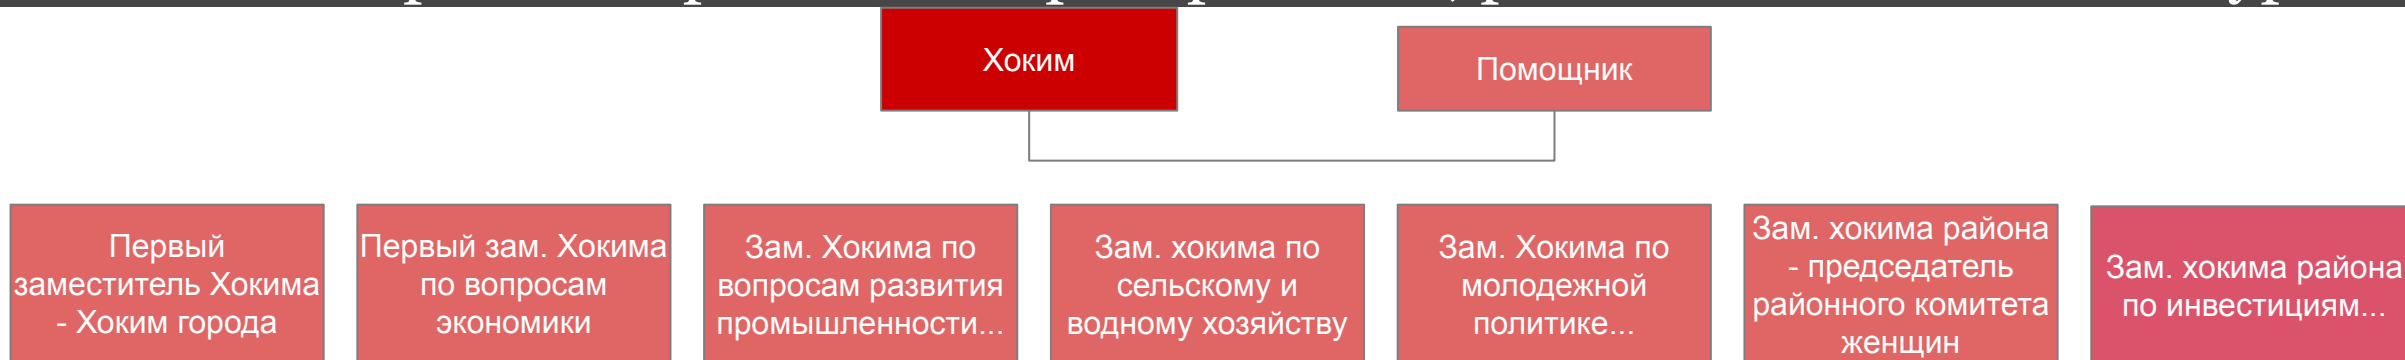 Хоким
Помощник
Первый
заместитель Хокима
- Хоким города
Первый зам. Хокима
по вопросам
экономики
Зам. Хокима по
вопросам развития
промышленности...
Зам. хокима по
сельскому и
водному хозяйству
Зам. Хокима по
молодежной
политике...
Зам. хокима района
- председатель
районного комитета
женщин
Зам. хокима района
по инвестициям...